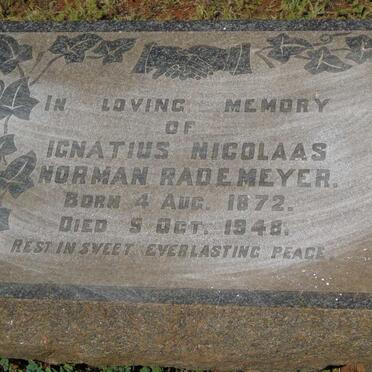 IN LOVING MEMORY
OF
IGNATIUS NICOLAAS
NORMAN RADEMEYER.
BORN 4 AUG. 1872.
DIED 9 OCT. 1948.
REST IN SWEET EVERLASTING PEACE.